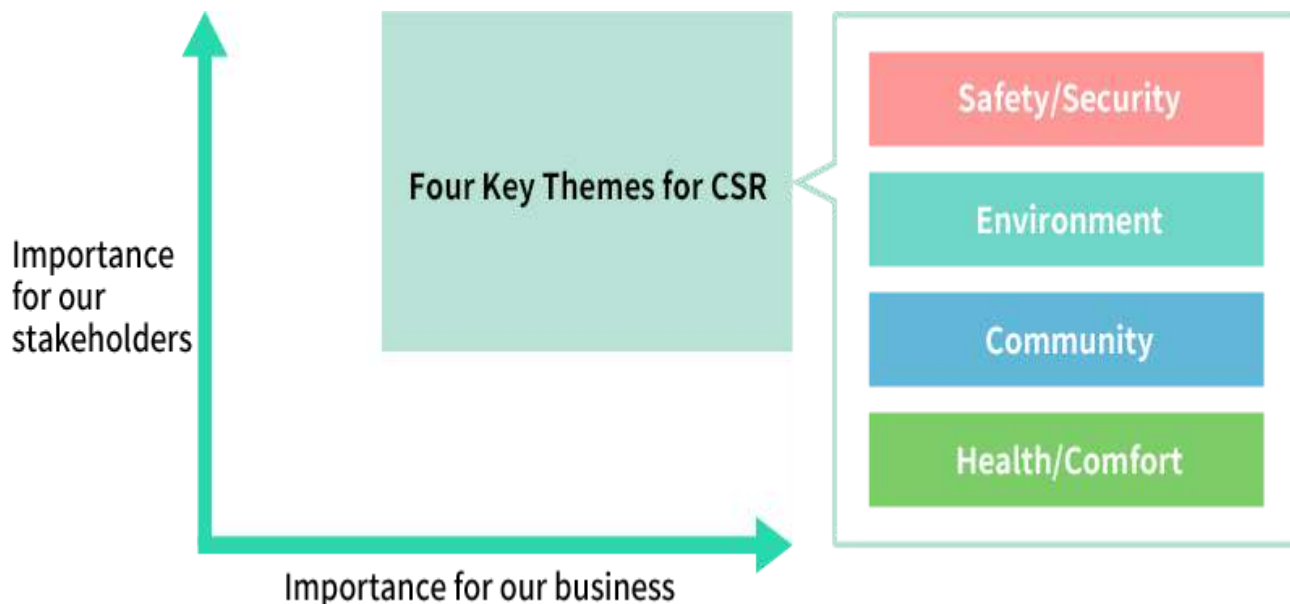 Importance
for our
stakeholders
Four Key Themes for CSR
Safety/Security
Environment
Community
Health/Comfort
Importance for our business